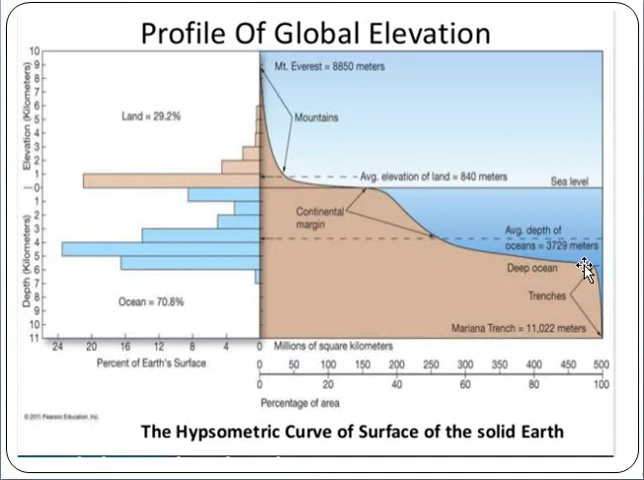 Profile Of Global Elevation
10
9
8
7
6
5
4
3
2
1
0
1
2
3
4
5
6
7
8
9
10
11
Elevation (Kilometers)
Depth (Kilometers)
Land = 29.2%
Ocean = 70.8%
Mt. Everest = 8850 meters
Mountains
Avg. elevation of land = 840 meters
Sea level
Continental
margin
Avg. depth of
oceans = 3729 meters
Deep ocean
Trenches
Mariana Trench = 11,022 meters
24 20 16 12 8 4 0
Percent of Earth's Surface
Millions of square kilometers
0 50 100 150 200 250 300 350 400 450 500
0 20 40 60 80 100
Percentage of area
© 2011 Pearson Education, Inc.
The Hypsometric Curve of Surface of the solid Earth